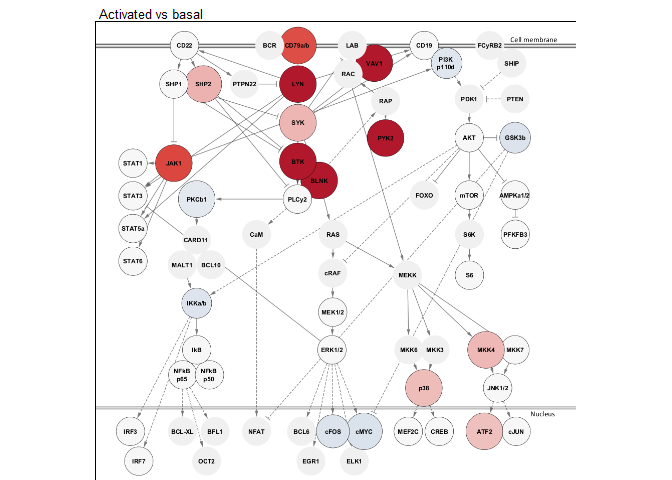 Activated vs basal
Cell membrane
CD22
BCR
CD79a/b
LAB
CD19
FCyRB2
VAV1
PI3K
p110d
SHIP
RAC
SHP1
SHP2
PTPN22
LYN
RAP
PDK1
PTEN
SYK
PYK2
AKT
GSK3b
STAT1
JAK1
BTK
BLNK
STAT3
PKCb1
PLCy2
FOXO
mTOR
AMPKa1/2
STAT5a
CARD11
CaM
RAS
S6K
PFKFB3
STAT6
MALT1
BCL10
cRAF
MEKK
S6
IKKa/b
MEK1/2
IkB
ERK1/2
MKK6
MKK3
MKK4
MKK7
NFkB
p65
NFkB
p50
p38
JNK1/2
Nucleus
IRF3
BCL-XL
BFL1
NFAT
BCL6
cFOS
cMYC
MEF2C
CREB
ATF2
cJUN
IRF7
OCT2
EGR1
ELK1